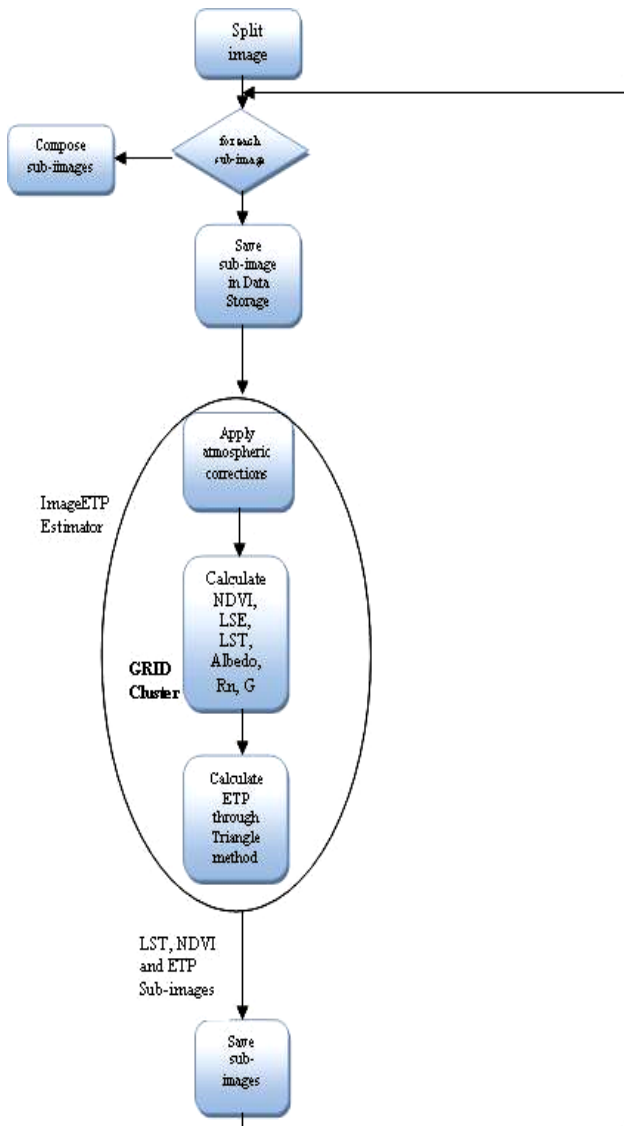 Split
image
for each
sub-image
Compose
sub-iimages
Save
sub-image
in Data
Storage
Apply
atmospheric
corrections
ImageETP
Estimator
Calculate
NDVI,
LSE,
LST,
Albedo,
Rn, G
GRID
Cluster
Calculate
ETP
through
Triangle
method
LST, NDVI
and ETP
Sub-images
Save
sub-
images